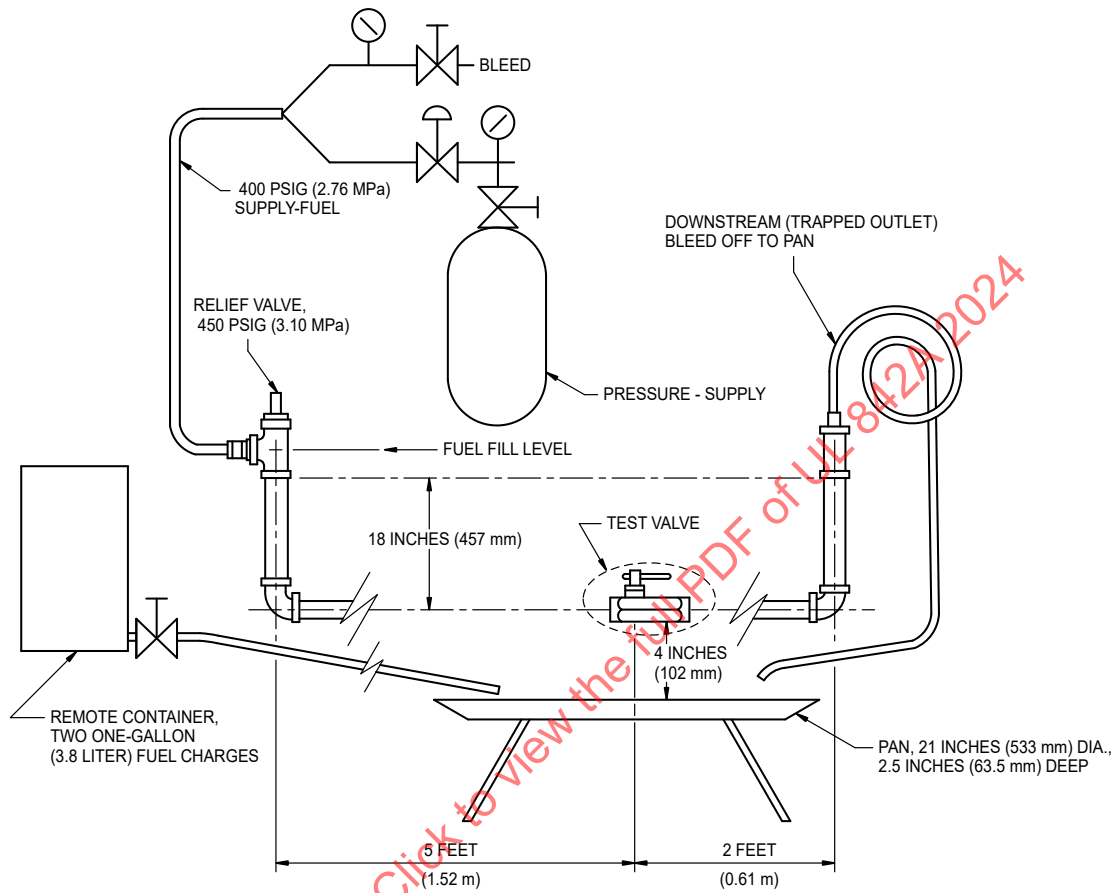 BLEED
400 PSIG (2.76 MPa)
SUPPLY-FUEL
DOWNSTREAM (TRAPPED OUTLET)
BLEED OFF TO PAN
RELIEF VALVE,
450 PSIG (3.10 MPa)
PRESSURE - SUPPLY
FUEL FILL LEVEL
TEST VALVE
18 INCHES (457 mm)
4 INCHES
(102 mm)
REMOTE CONTAINER,
TWO ONE-GALLON
(3.8 LITER) FUEL CHARGES
PAN, 21 INCHES (533 mm) DIA.,
2.5 INCHES (63.5 mm) DEEP
5 FEET
(1.52 m)
2 FEET
(0.61 m)
Click to view the full PDF of UL 842A 2024